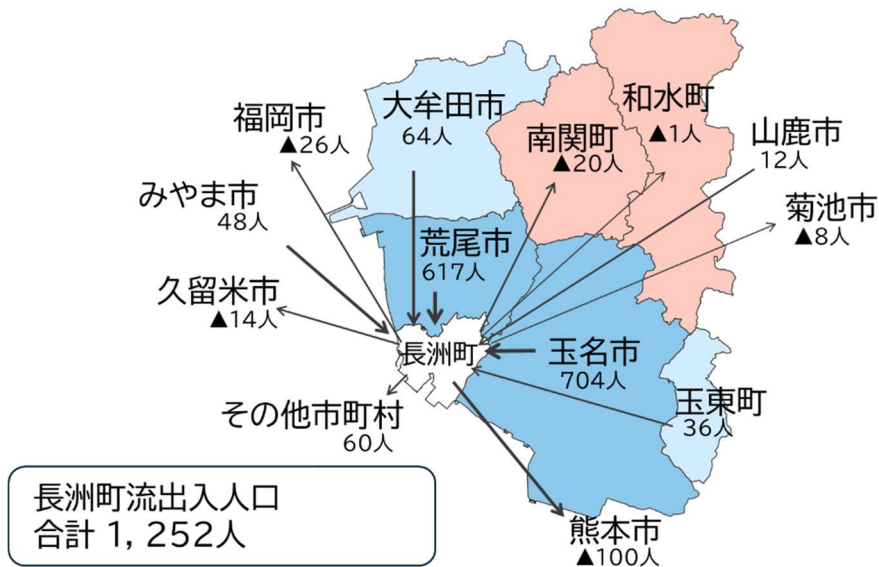 和水町
▲1人
大牟田市
64人
福岡市
▲26人
南関町
▲20人
山鹿市
12人
みやま市
48人
菊池市
▲8人
荒尾市
617人
久留米市
▲14人
長洲町
玉名市
704人
玉東町
36人
その他市町村
60人
長洲町流出入人口
合計 1, 252人
熊本市
▲100人